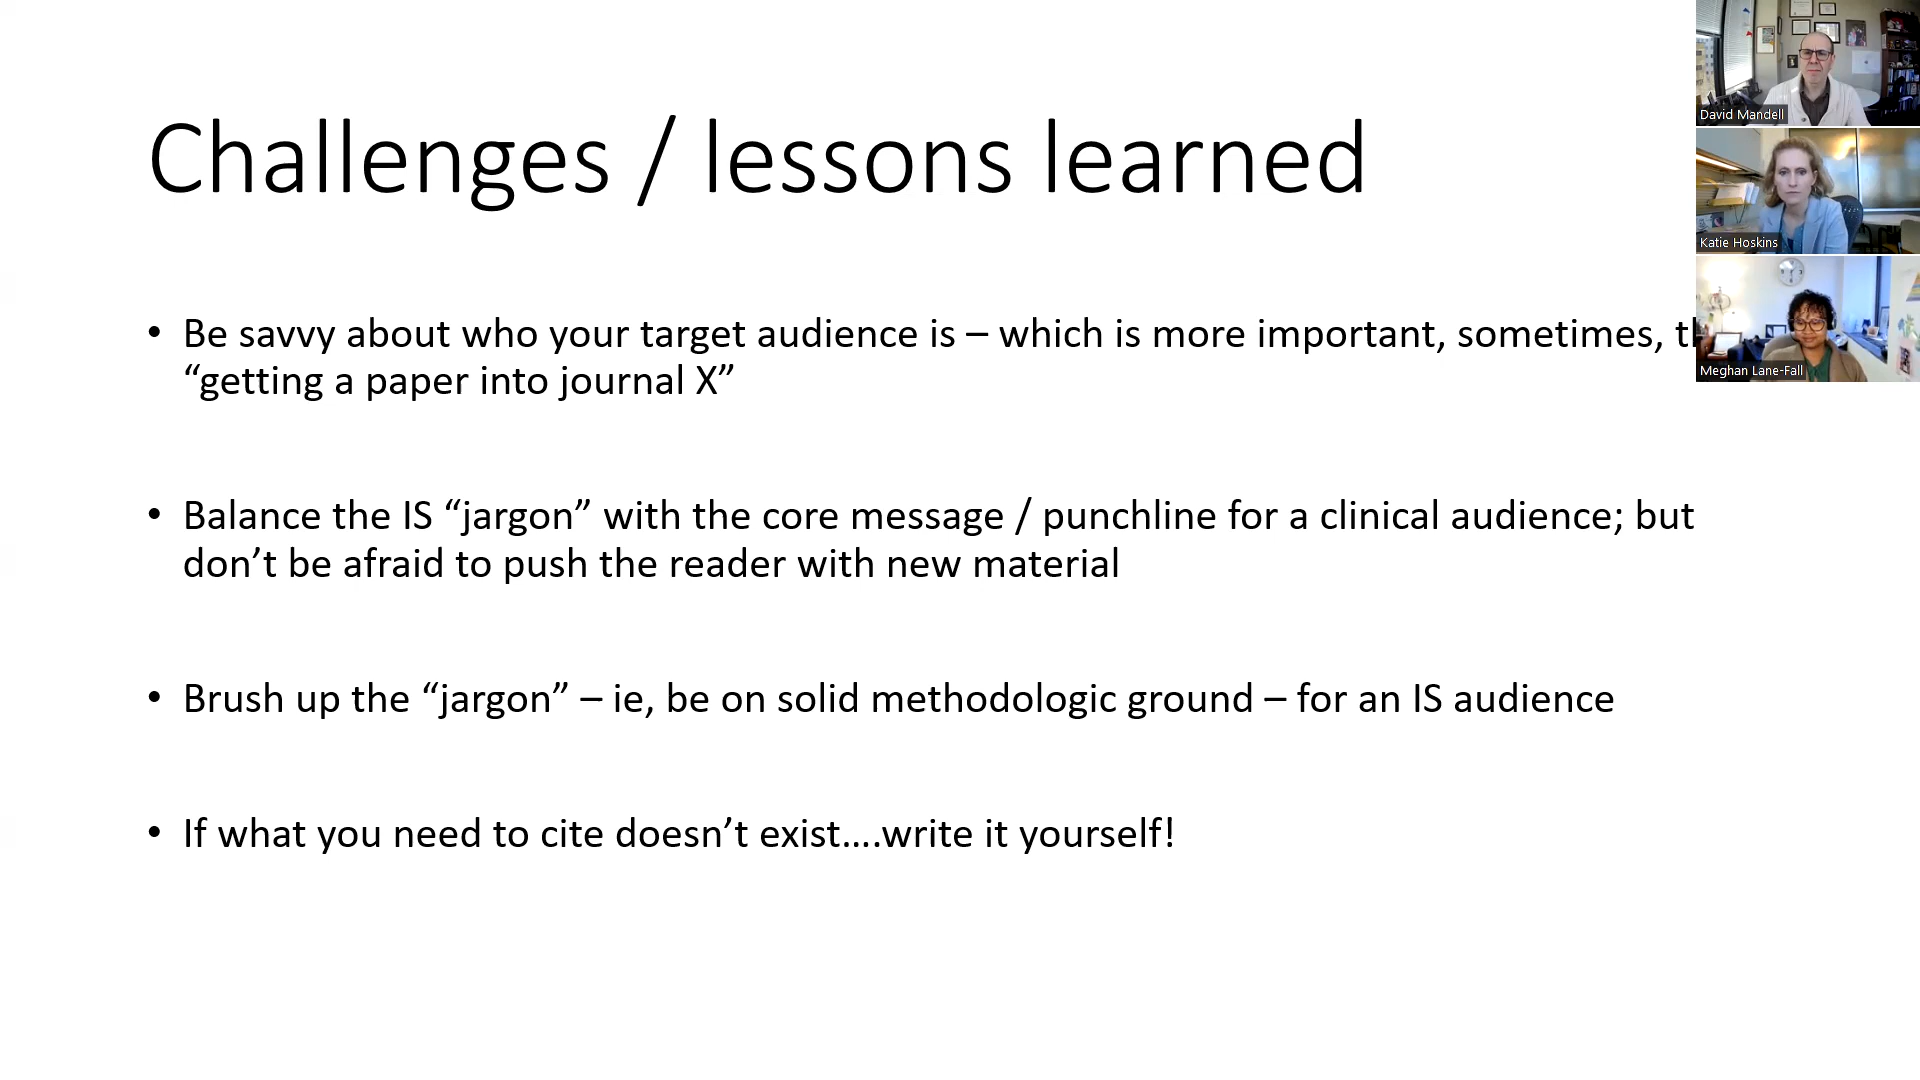 Challenges / lessons learned
• Be savvy about who your target audience is – which is more important, sometimes,
“getting a paper into journal X”
• Balance the IS “jargon” with the core message / punchline for a clinical audience; but
don’t be afraid to push the reader with new material
• Brush up the “jargon” – ie, be on solid methodologic ground – for an IS audience
• If what you need to cite doesn’t exist….write it yourself!
David Mandell
Katie Hoskins
Meghan Lane-Fall